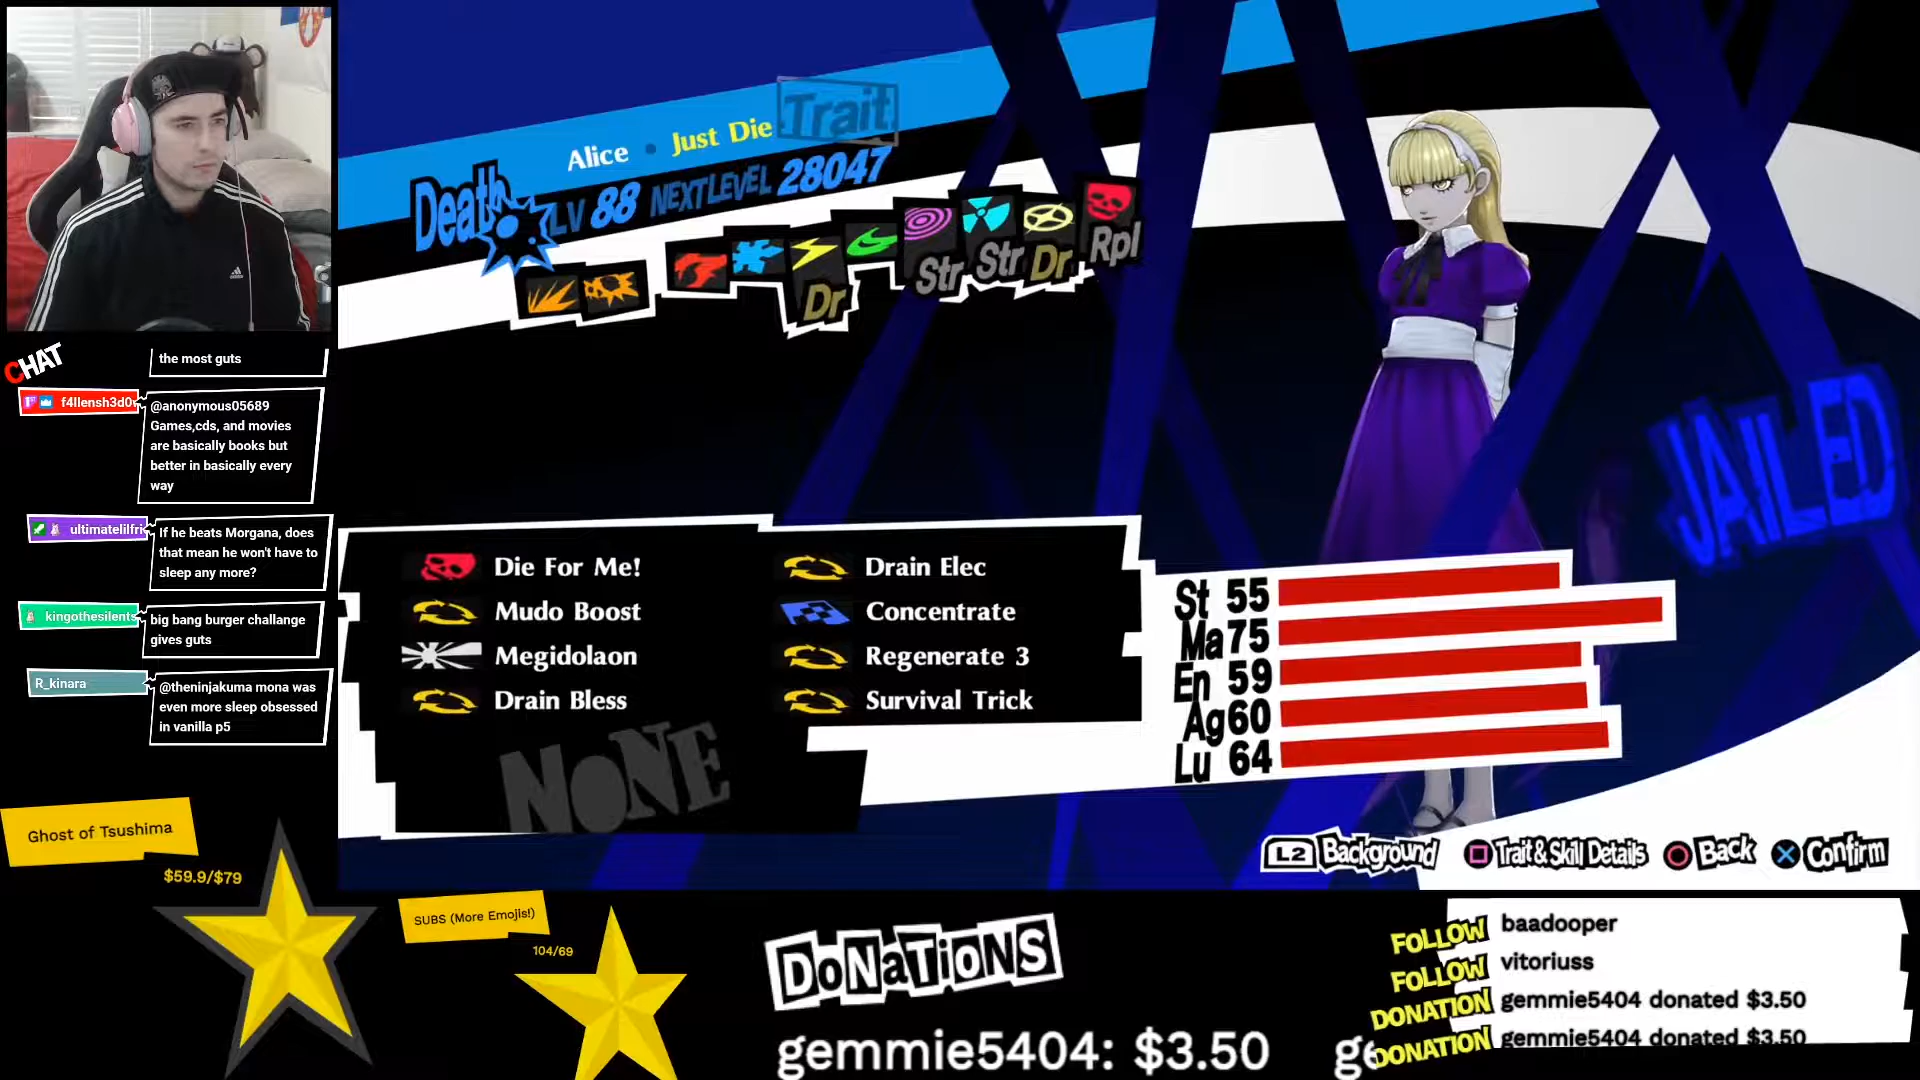 CHAT
the most guts
f4llensh3d0
@anonymous05689
Games,cds, and movies
are basically books but
better in basically every
way
ultimatelilfri
If he beats Morgana, does
that mean he won't have to
sleep any more?
kingothesilents
big bang burger challange
gives guts
R_kinara
@theninjakuma mona was
even more sleep obsessed
in vanilla p5
Ghost of Tsushima
$59.9/$79
SUBS (More Emojis!)
104/69
Alice • Just Die Trait
Death LV 88 NEXT LEVEL 28047
Dr Str Str Dr Rpl
Die For Me!
Mudo Boost
Megidolaon
Drain Bless
Drain Elec
Concentrate
Regenerate 3
Survival Trick
NONE
St 55
Ma 75
En 59
Ag 60
Lu 64
JAILED
L2 Background Trait & Skill Details Back Confirm
DONATIONS
gemmie5404: $3.50 ge
FOLLOW baadooper
FOLLOW vitoriuss
DONATION gemmie5404 donated $3.50
DONATION gemmie5404 donated $3.50